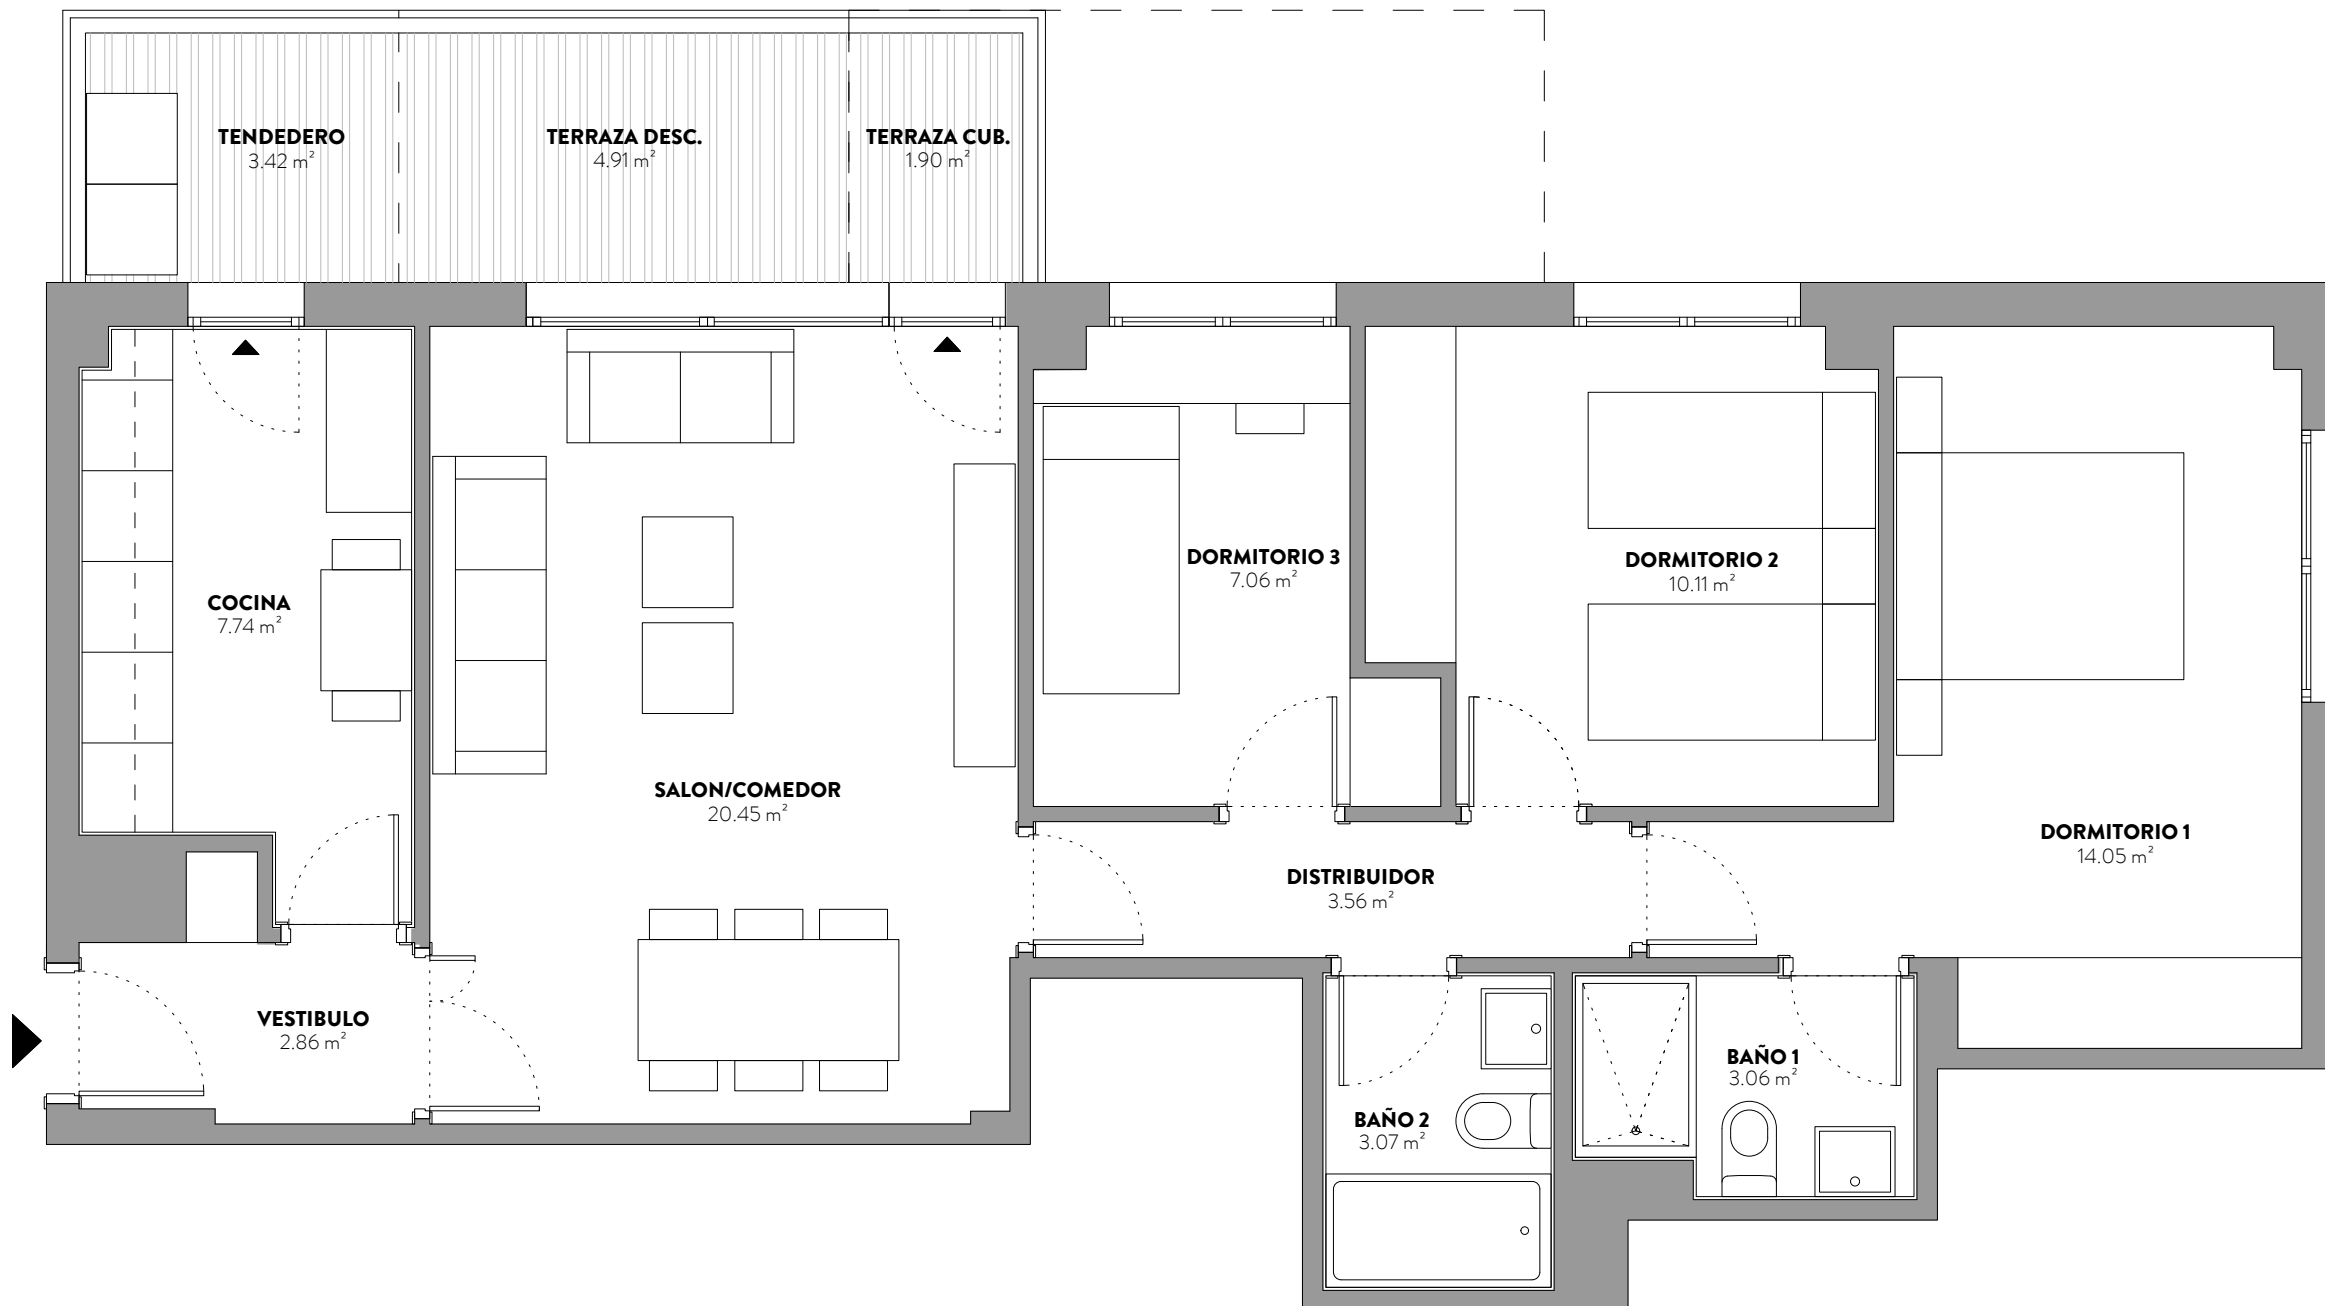 TENDEDERO
3.42 m²
TERRAZA DESC.
4.91 m²
TERRAZA CUB.
1.90 m²
COCINA
7.74 m²
SALON/COMEDOR
20.45 m²
DORMITORIO 3
7.06 m²
DORMITORIO 2
10.11 m²
DORMITORIO 1
14.05 m²
DISTRIBUIDOR
3.56 m²
VESTIBULO
2.86 m²
BAÑO 2
3.07 m²
BAÑO 1
3.06 m²